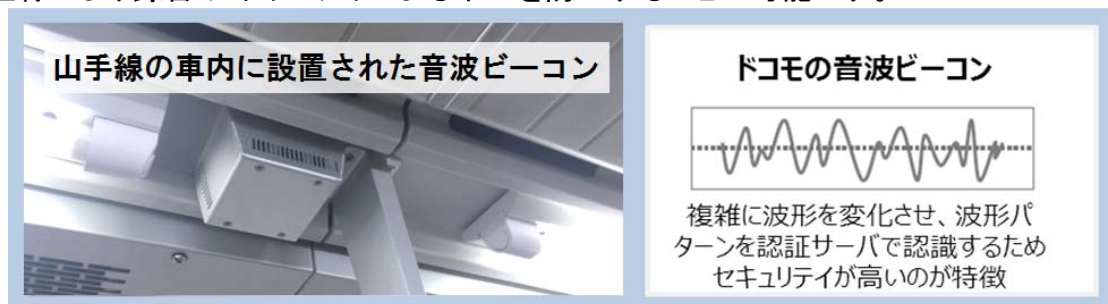 山手線の車内に設置された音波ビーコン
ドコモの音波ビーコン
複雑に波形を変化させ、波形パ
ターンを認証サーバで認識するため
セキュリティが高いのが特徴